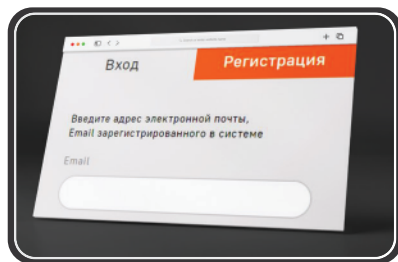 Вход
Регистрация
Введите адрес электронной почты,
Email зарегистрированного в системе
Email